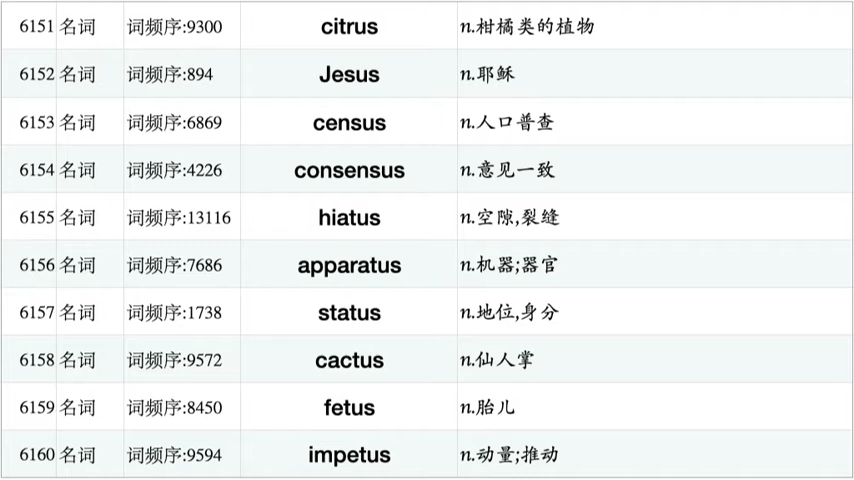 6151 名词 词频序:9300 citrus n.柑橘类的植物
6152 名词 词频序:894 Jesus n.耶稣
6153 名词 词频序:6869 census n.人口普查
6154 名词 词频序:4226 consensus n.意见一致
6155 名词 词频序:13116 hiatus n.空隙,裂缝
6156 名词 词频序:7686 apparatus n.机器;器官
6157 名词 词频序:1738 status n.地位,身分
6158 名词 词频序:9572 cactus n.仙人掌
6159 名词 词频序:8450 fetus n.胎儿
6160 名词 词频序:9594 impetus n.动量;推动